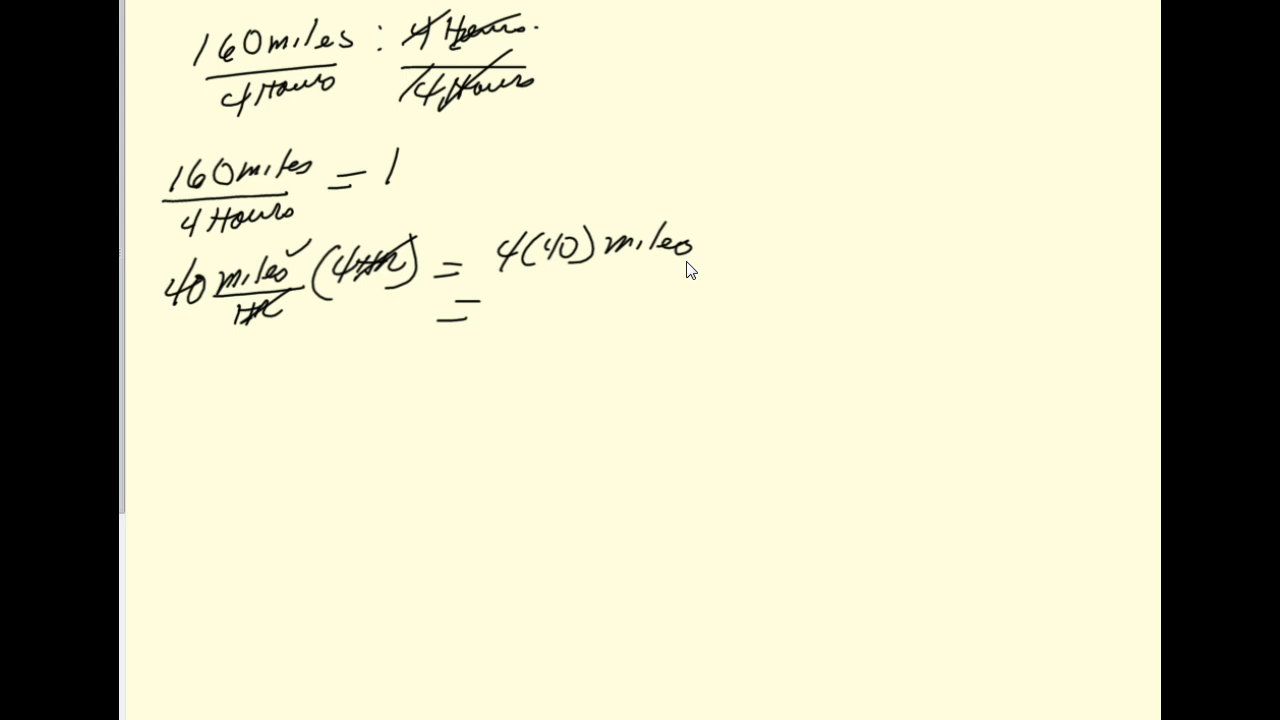 160 miles : 4 Hours.
4 Hours 4 Hours
160 miles = 1
4 Hours
40 miles (4 HR) = 4(40) miles
HR =